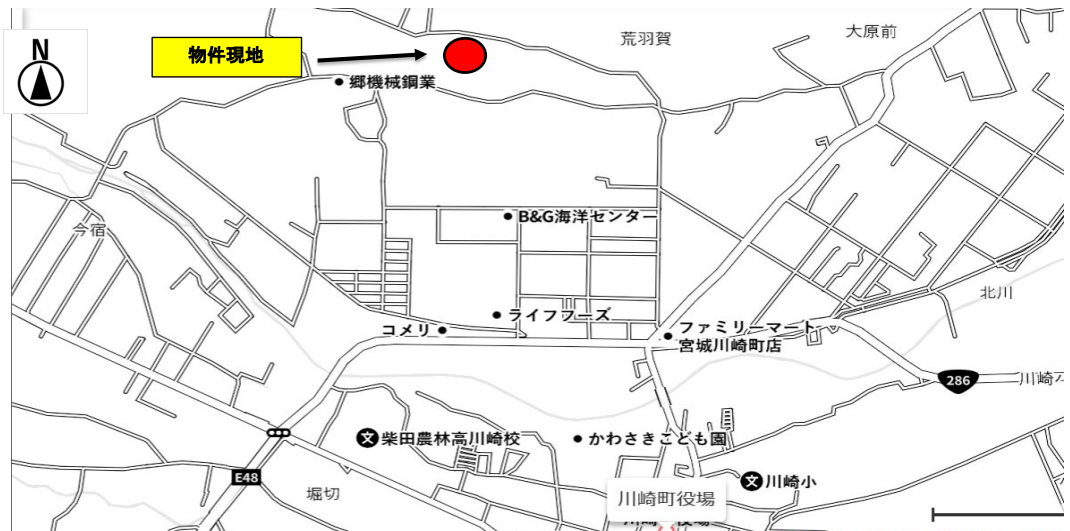 荒羽賀
大原前
N
物件現地
郷機械鋼業
B&G海洋センター
今宿
北川
ライフフーズ
コメリ
ファミリーマート
宮城川崎町店
286
川崎
柴田農林高川崎校
かわさきこども園
文
文
川崎小
E48
堀切
川崎町役場